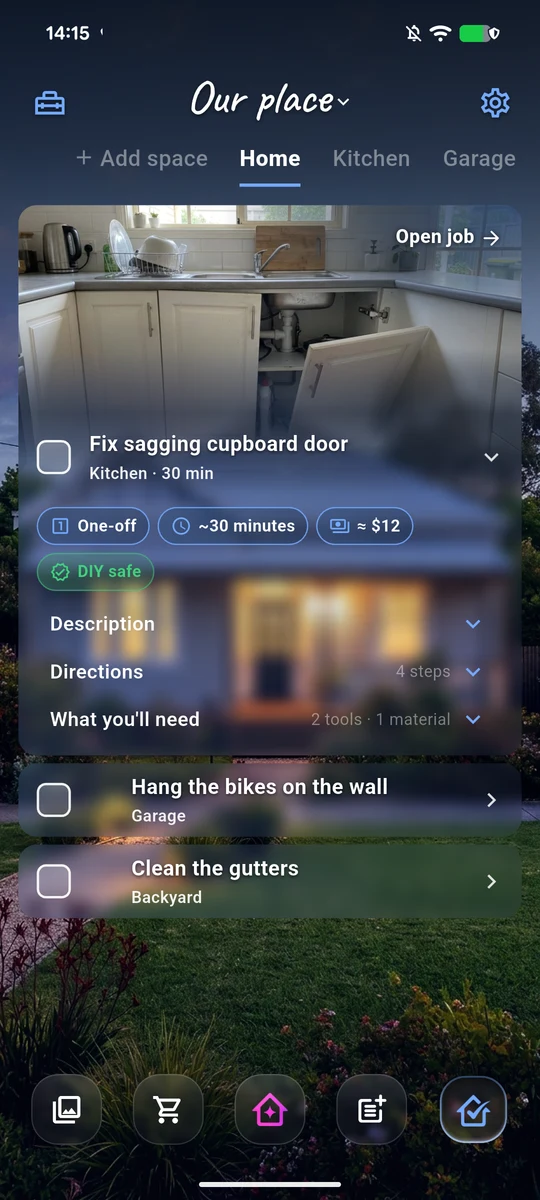 14:15
Our place
+ Add space Home Kitchen Garage
Open job →
Fix sagging cupboard door
Kitchen · 30 min
1 One-off ~30 minutes ≈ $12
DIY safe
Description
Directions 4 steps
What you'll need 2 tools · 1 material
Hang the bikes on the wall
Garage
Clean the gutters
Backyard